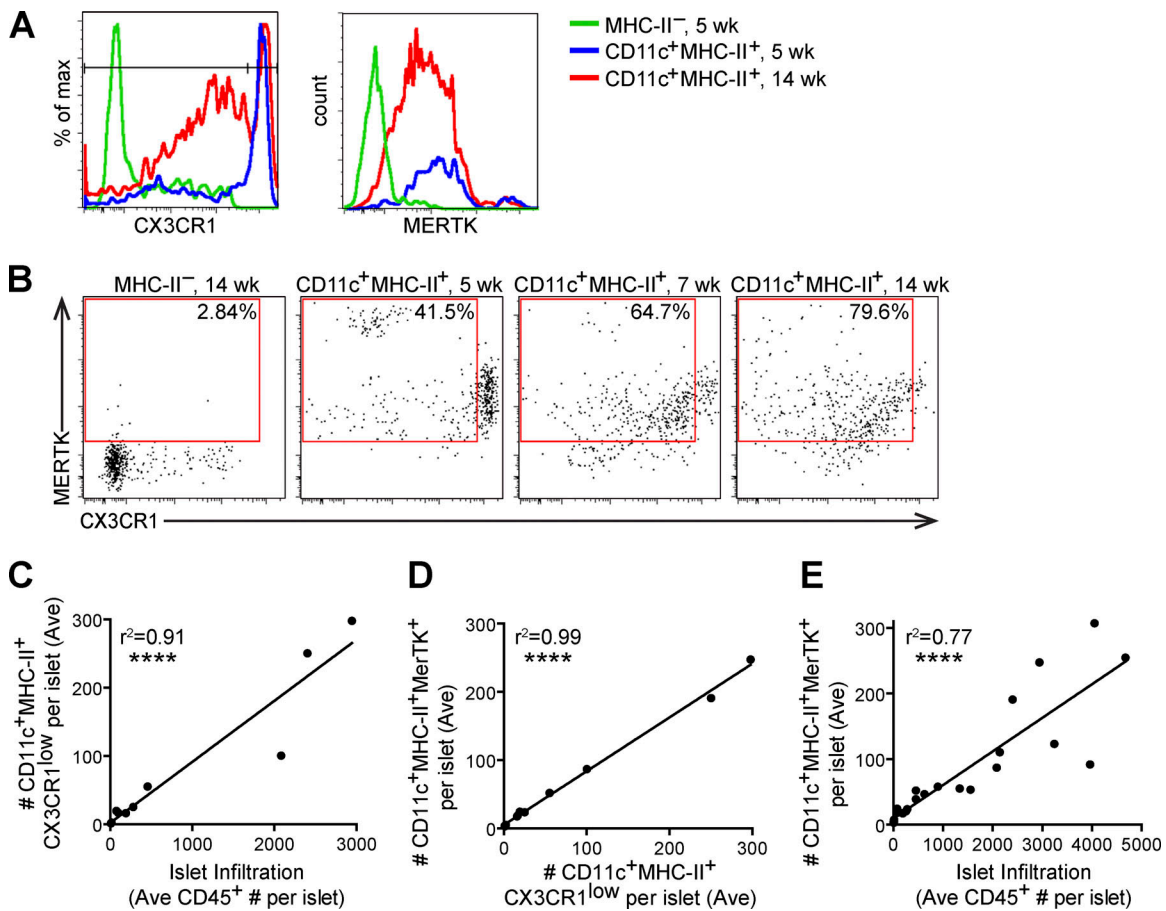 A
MHC-II⁻, 5 wk
CD11c⁺MHC-II⁺, 5 wk
CD11c⁺MHC-II⁺, 14 wk
% of max
CX3CR1
count
MERTK
B
MHC-II⁻, 14 wk
CD11c⁺MHC-II⁺, 5 wk
CD11c⁺MHC-II⁺, 7 wk
CD11c⁺MHC-II⁺, 14 wk
2.84%
41.5%
64.7%
79.6%
MERTK
CX3CR1
C
# CD11c⁺MHC-II⁺
CX3CR1ˡᵒʷ per islet (Ave)
r²=0.91
****
300
200
100
0
0 1000 2000 3000
Islet Infiltration
(Ave CD45⁺ # per islet)
D
# CD11c⁺MHC-II⁺MerTK⁺
per islet (Ave)
r²=0.99
****
300
200
100
0
0 100 200 300
# CD11c⁺MHC-II⁺
CX3CR1ˡᵒʷ per islet (Ave)
E
# CD11c⁺MHC-II⁺MerTK⁺
per islet (Ave)
r²=0.77
****
300
200
100
0
0 1000 2000 3000 4000 5000
Islet Infiltration
(Ave CD45⁺ # per islet)